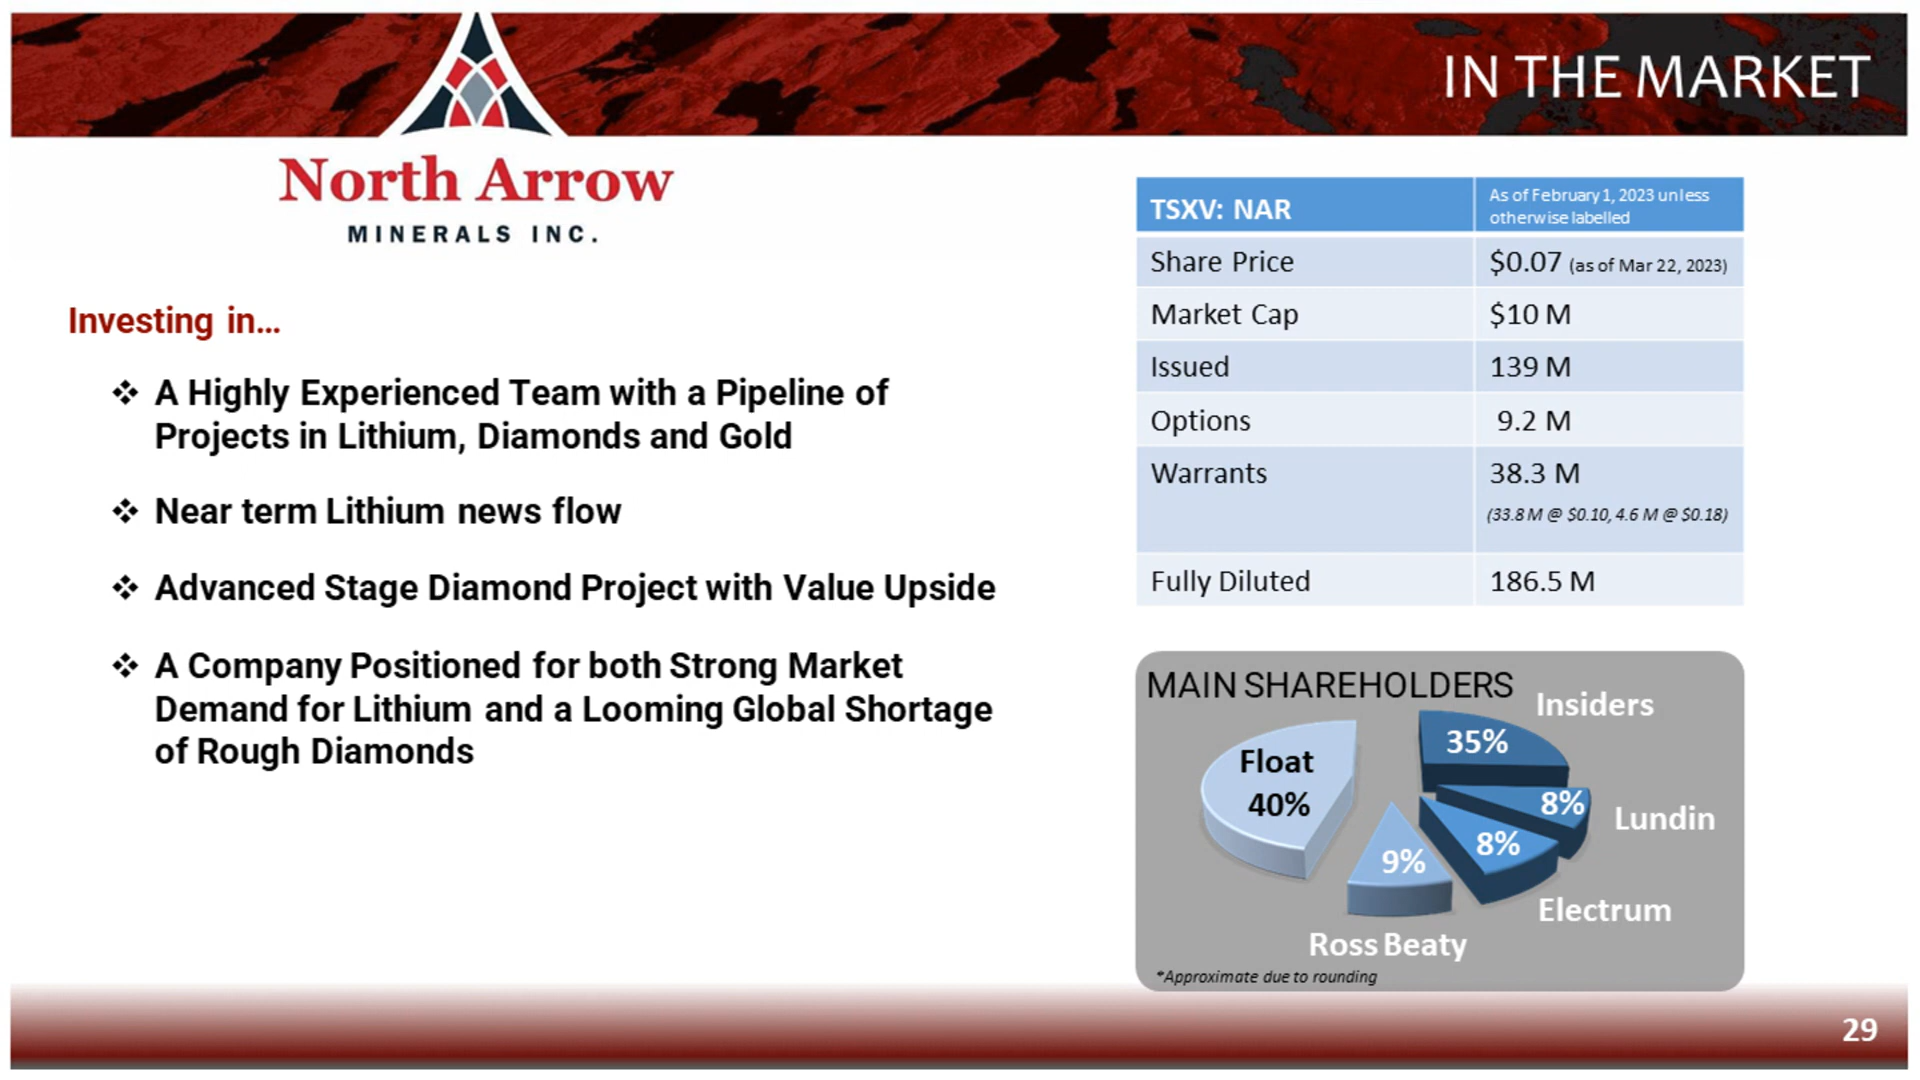 IN THE MARKET
North Arrow
MINERALS INC.
Investing in...
❖ A Highly Experienced Team with a Pipeline of
Projects in Lithium, Diamonds and Gold
❖ Near term Lithium news flow
❖ Advanced Stage Diamond Project with Value Upside
❖ A Company Positioned for both Strong Market
Demand for Lithium and a Looming Global Shortage
of Rough Diamonds
TSXV: NAR
As of February 1, 2023 unless
otherwise labelled
Share Price $0.07 (as of Mar 22, 2023)
Market Cap $10 M
Issued 139 M
Options 9.2 M
Warrants 38.3 M
(33.8 M @ $0.10, 4.6 M @ $0.18)
Fully Diluted 186.5 M
MAIN SHAREHOLDERS
Insiders
35%
Float
40%
8%
Lundin
8%
9%
Electrum
Ross Beaty
*Approximate due to rounding
29